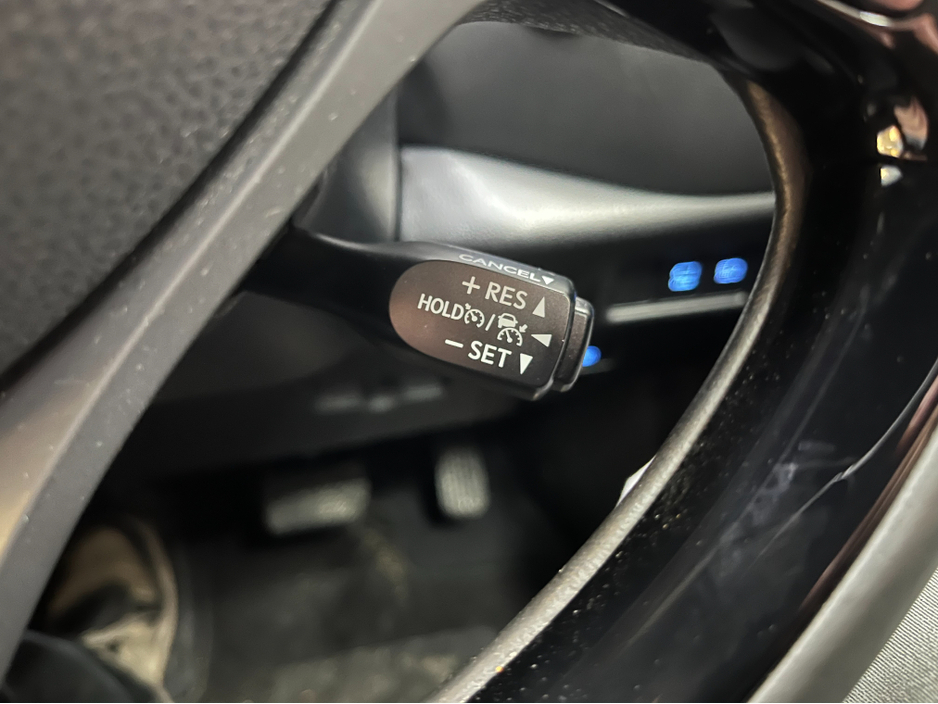 CANCEL▼
+ RES ▲
HOLD / ◀
− SET ▼